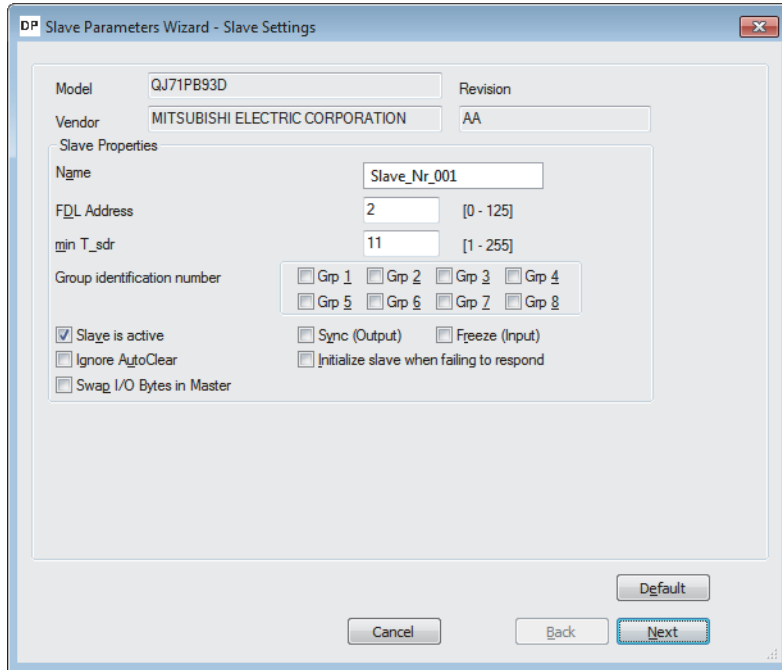 DP Slave Parameters Wizard - Slave Settings
Model QJ71PB93D Revision
Vendor MITSUBISHI ELECTRIC CORPORATION AA
Slave Properties
Name Slave_Nr_001
FDL Address 2 [0 - 125]
min T_sdr 11 [1 - 255]
Group identification number Grp 1 Grp 2 Grp 3 Grp 4
Grp 5 Grp 6 Grp 7 Grp 8
Slave is active Sync (Output) Freeze (Input)
Ignore AutoClear Initialize slave when failing to respond
Swap I/O Bytes in Master
Default
Cancel Back Next